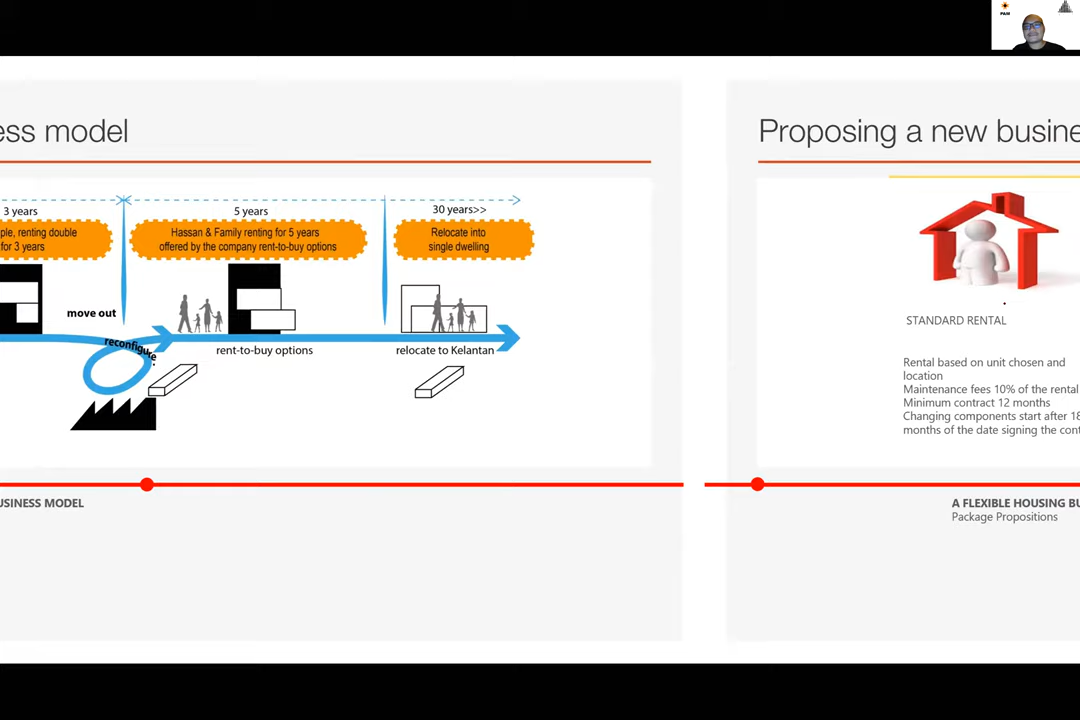 PAM
ess model
3 years
5 years
30 years>>
ple, renting double
for 3 years
Hassan & Family renting for 5 years
offered by the company rent-to-buy options
Relocate into
single dwelling
move out
reconfigure
rent-to-buy options
relocate to Kelantan
USINESS MODEL
Proposing a new busine
STANDARD RENTAL
Rental based on unit chosen and
location
Maintenance fees 10% of the rental
Minimum contract 12 months
Changing components start after 18
months of the date signing the cont
A FLEXIBLE HOUSING BU
Package Propositions